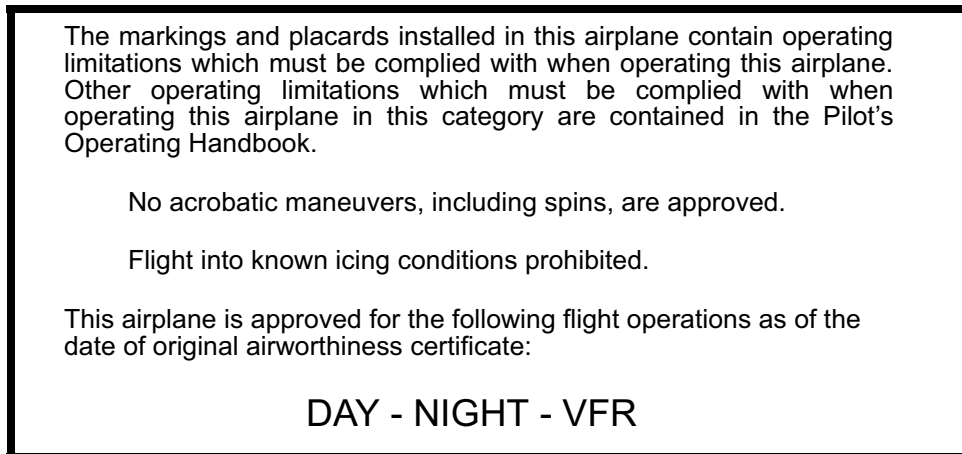 The markings and placards installed in this airplane contain operating
limitations which must be complied with when operating this airplane.
Other operating limitations which must be complied with when
operating this airplane in this category are contained in the Pilot's
Operating Handbook.
No acrobatic maneuvers, including spins, are approved.
Flight into known icing conditions prohibited.
This airplane is approved for the following flight operations as of the
date of original airworthiness certificate:
DAY - NIGHT - VFR